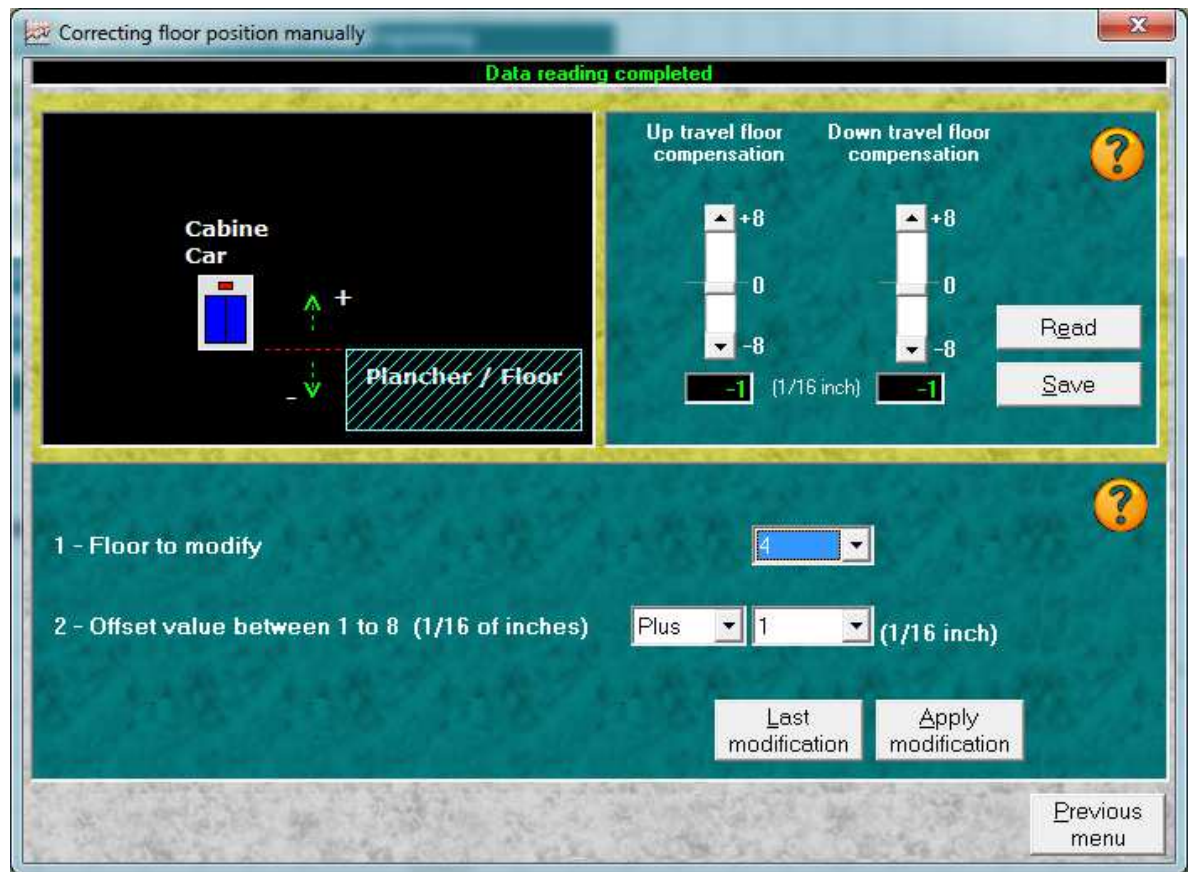 Correcting floor position manually
Data reading completed
Cabine
Car
+
-
Plancher / Floor
Up travel floor
compensation
Down travel floor
compensation
?
+8
0
-8
-1
(1/16 inch)
+8
0
-8
-1
Read
Save
?
1 - Floor to modify
4
2 - Offset value between 1 to 8 (1/16 of inches)
Plus
1
(1/16 inch)
Last
modification
Apply
modification
Previous
menu